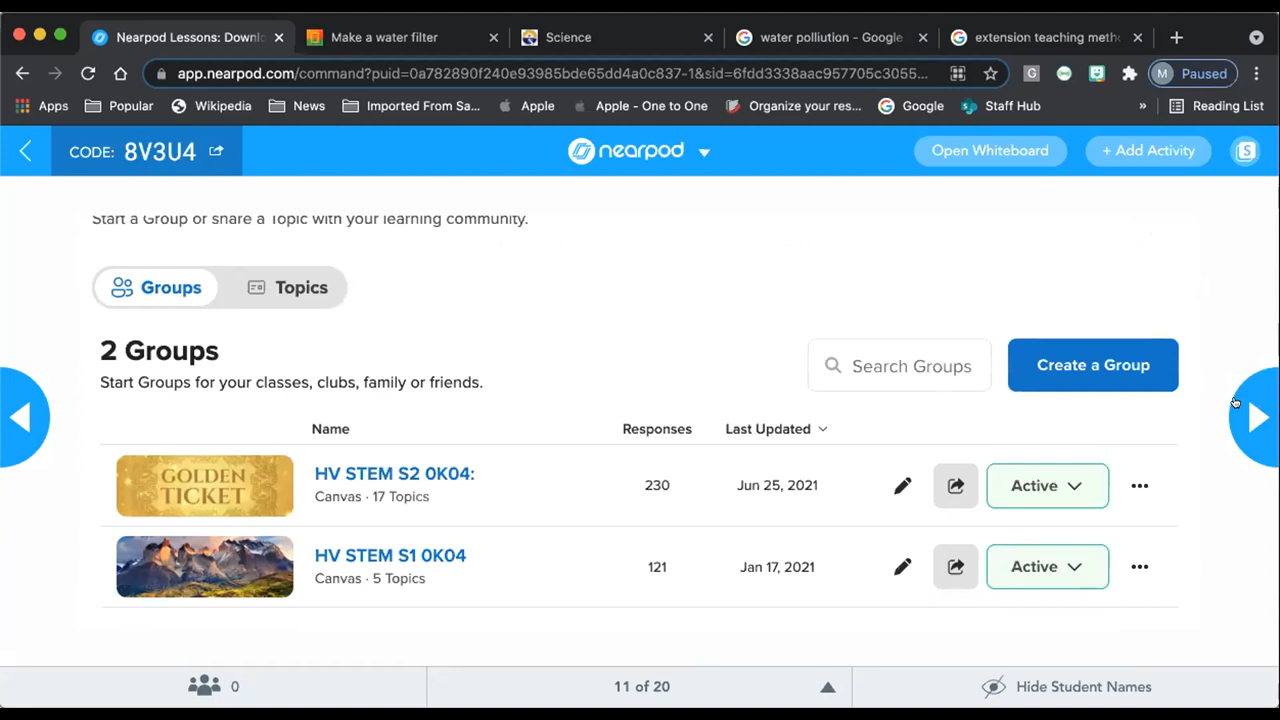 Nearpod Lessons: Downl
Make a water filter
Science
water polliution - Google
extension teaching meth
app.nearpod.com/command?puid=0a782890f240e93985bde65dd4a0c837-1&sid=6fdd3338aac957705c3055...
G
M Paused
Apps
Popular
Wikipedia
News
Imported From Sa...
Apple
Apple - One to One
Organize your res...
Google
Staff Hub
»
Reading List
CODE: 8V3U4
nearpod
Open Whiteboard
+ Add Activity
S
Start a Group or share a Topic with your learning community.
Groups
Topics
2 Groups
Start Groups for your classes, clubs, family or friends.
Search Groups
Create a Group
Name
Responses
Last Updated
GOLDEN
TICKET
HV STEM S2 0K04:
Canvas · 17 Topics
230
Jun 25, 2021
Active
HV STEM S1 0K04
Canvas · 5 Topics
121
Jan 17, 2021
Active
0
11 of 20
Hide Student Names